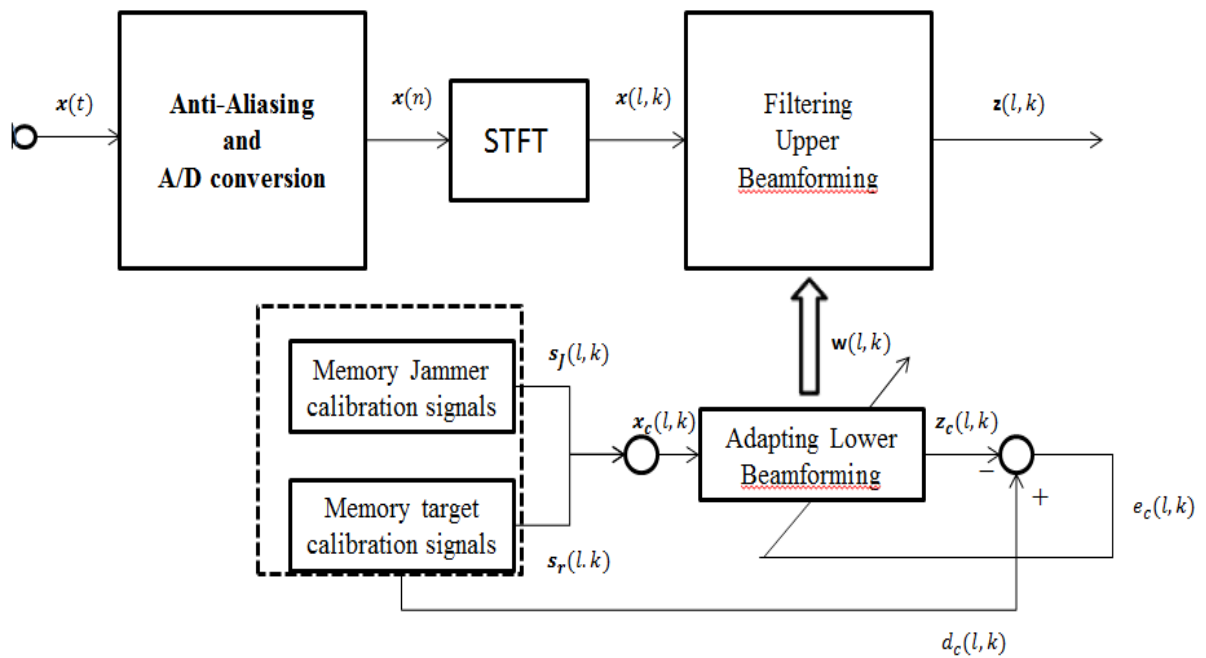 x(t)
Anti-Aliasing
and
A/D conversion
x(n)
STFT
x(l,k)
Filtering
Upper
Beamforming
z(l,k)
w(l,k)
Memory Jammer
calibration signals
s_J(l,k)
Memory target
calibration signals
s_r(l.k)
x_c(l,k)
Adapting Lower
Beamforming
z_c(l,k)
−
+
e_c(l,k)
d_c(l,k)